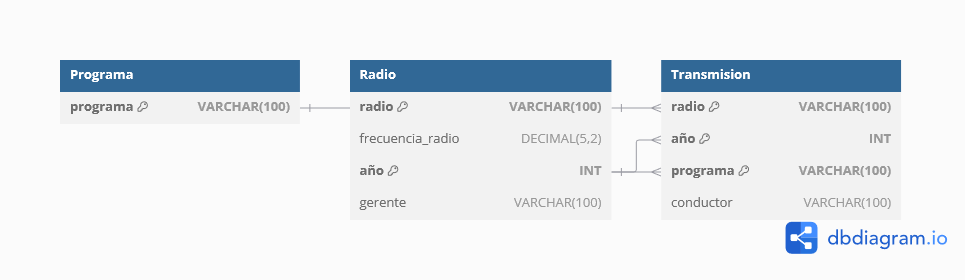 Programa
programa VARCHAR(100)
Radio
radio VARCHAR(100)
frecuencia_radio DECIMAL(5,2)
año INT
gerente VARCHAR(100)
Transmision
radio VARCHAR(100)
año INT
programa VARCHAR(100)
conductor VARCHAR(100)
dbdiagram.io